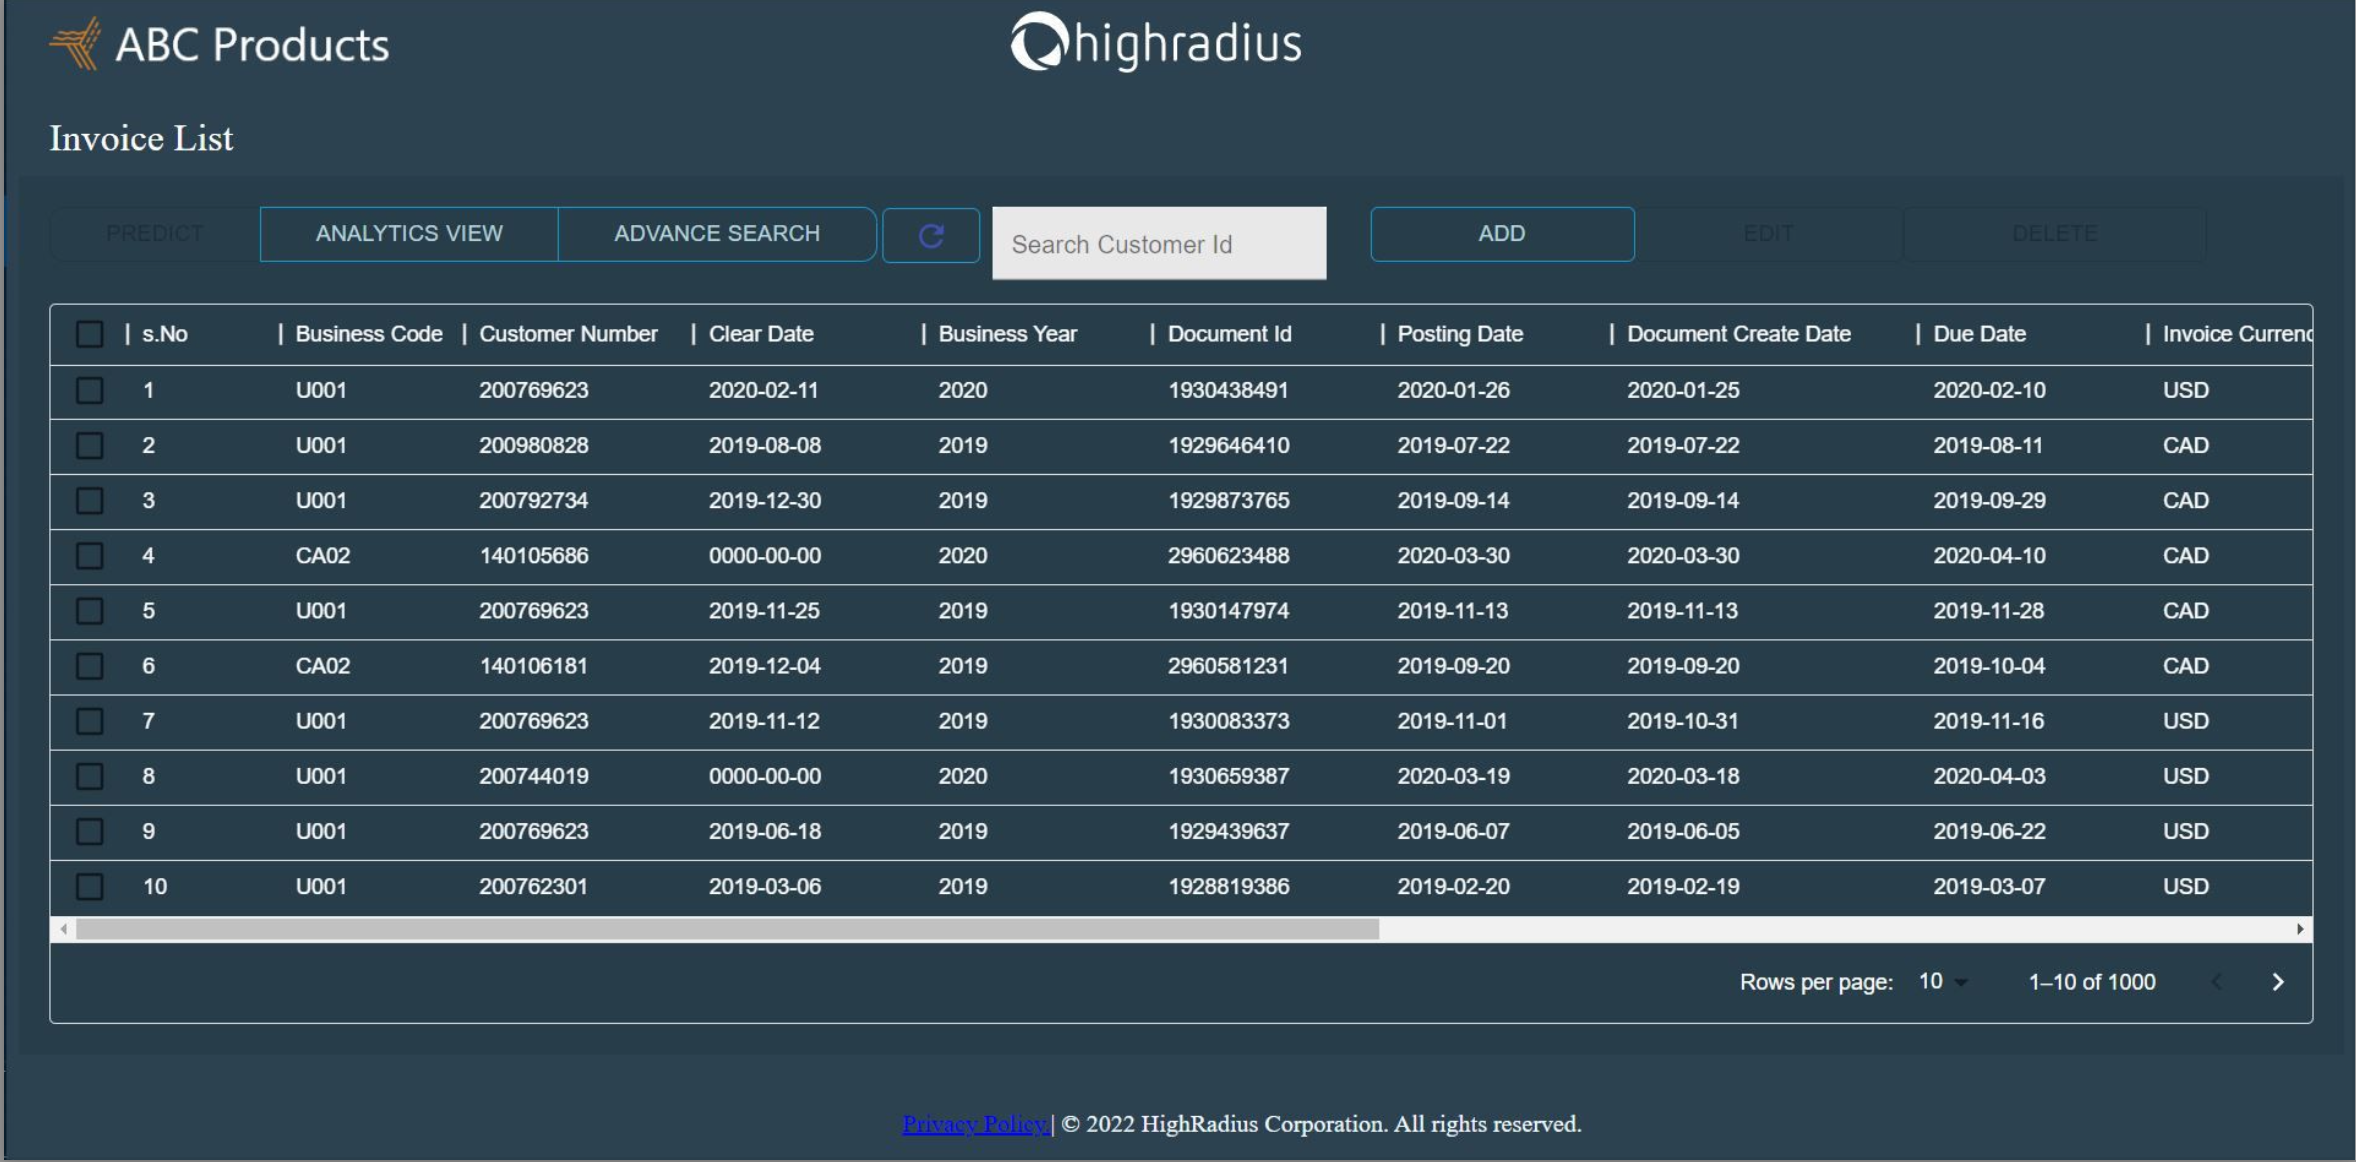 ABC Products
highradius
Invoice List
PREDICT ANALYTICS VIEW ADVANCE SEARCH Search Customer Id ADD EDIT DELETE
s.No | Business Code | Customer Number | Clear Date | Business Year | Document Id | Posting Date | Document Create Date | Due Date | Invoice Currenc
1 U001 200769623 2020-02-11 2020 1930438491 2020-01-26 2020-01-25 2020-02-10 USD
2 U001 200980828 2019-08-08 2019 1929646410 2019-07-22 2019-07-22 2019-08-11 CAD
3 U001 200792734 2019-12-30 2019 1929873765 2019-09-14 2019-09-14 2019-09-29 CAD
4 CA02 140105686 0000-00-00 2020 2960623488 2020-03-30 2020-03-30 2020-04-10 CAD
5 U001 200769623 2019-11-25 2019 1930147974 2019-11-13 2019-11-13 2019-11-28 CAD
6 CA02 140106181 2019-12-04 2019 2960581231 2019-09-20 2019-09-20 2019-10-04 CAD
7 U001 200769623 2019-11-12 2019 1930083373 2019-11-01 2019-10-31 2019-11-16 USD
8 U001 200744019 0000-00-00 2020 1930659387 2020-03-19 2020-03-18 2020-04-03 USD
9 U001 200769623 2019-06-18 2019 1929439637 2019-06-07 2019-06-05 2019-06-22 USD
10 U001 200762301 2019-03-06 2019 1928819386 2019-02-20 2019-02-19 2019-03-07 USD
Rows per page: 10 1–10 of 1000
Privacy Policy.| © 2022 HighRadius Corporation. All rights reserved.